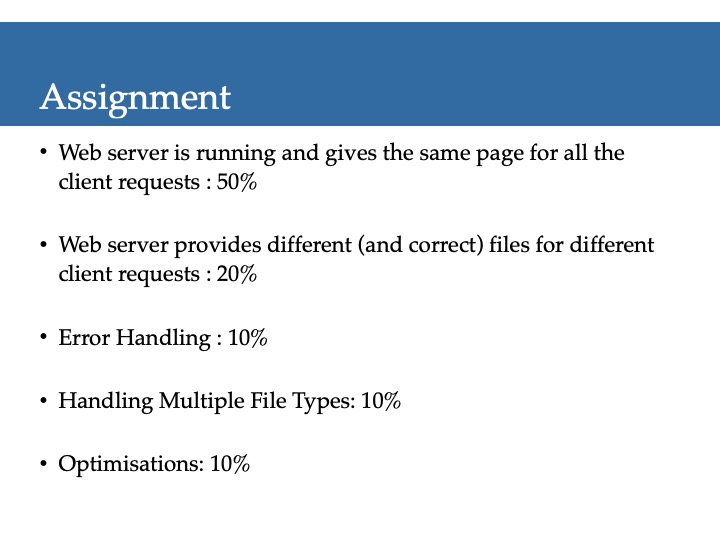 Assignment
• Web server is running and gives the same page for all the
client requests : 50%
• Web server provides different (and correct) files for different
client requests : 20%
• Error Handling : 10%
• Handling Multiple File Types: 10%
• Optimisations: 10%